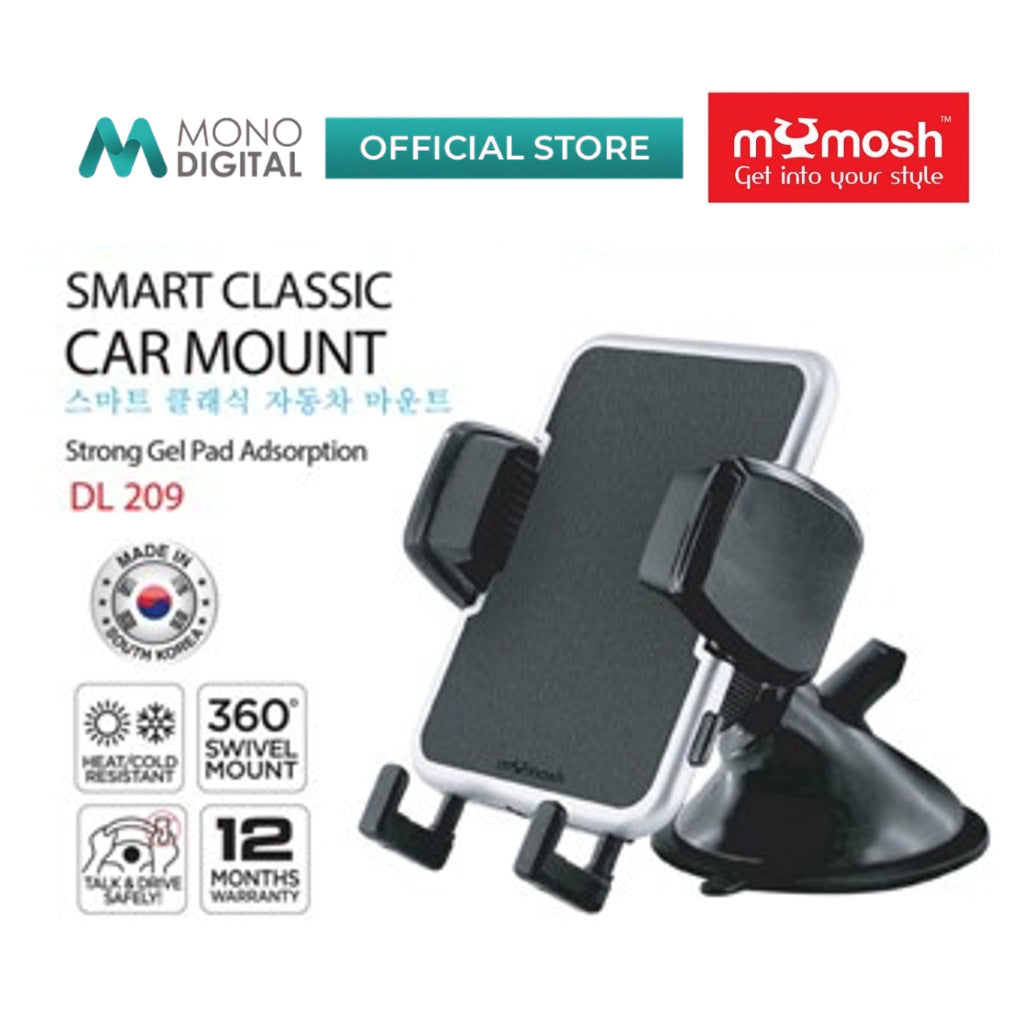 MONO
DIGITAL
OFFICIAL STORE
mymosh™
Get into your style
SMART CLASSIC
CAR MOUNT
스마트 클래식 자동차 마운트
Strong Gel Pad Adsorption
DL 209
MADE IN
SOUTH KOREA
HEAT/COLD
RESISTANT
360°
SWIVEL
MOUNT
TALK & DRIVE
SAFELY!
12
MONTHS
WARRANTY
mymosh